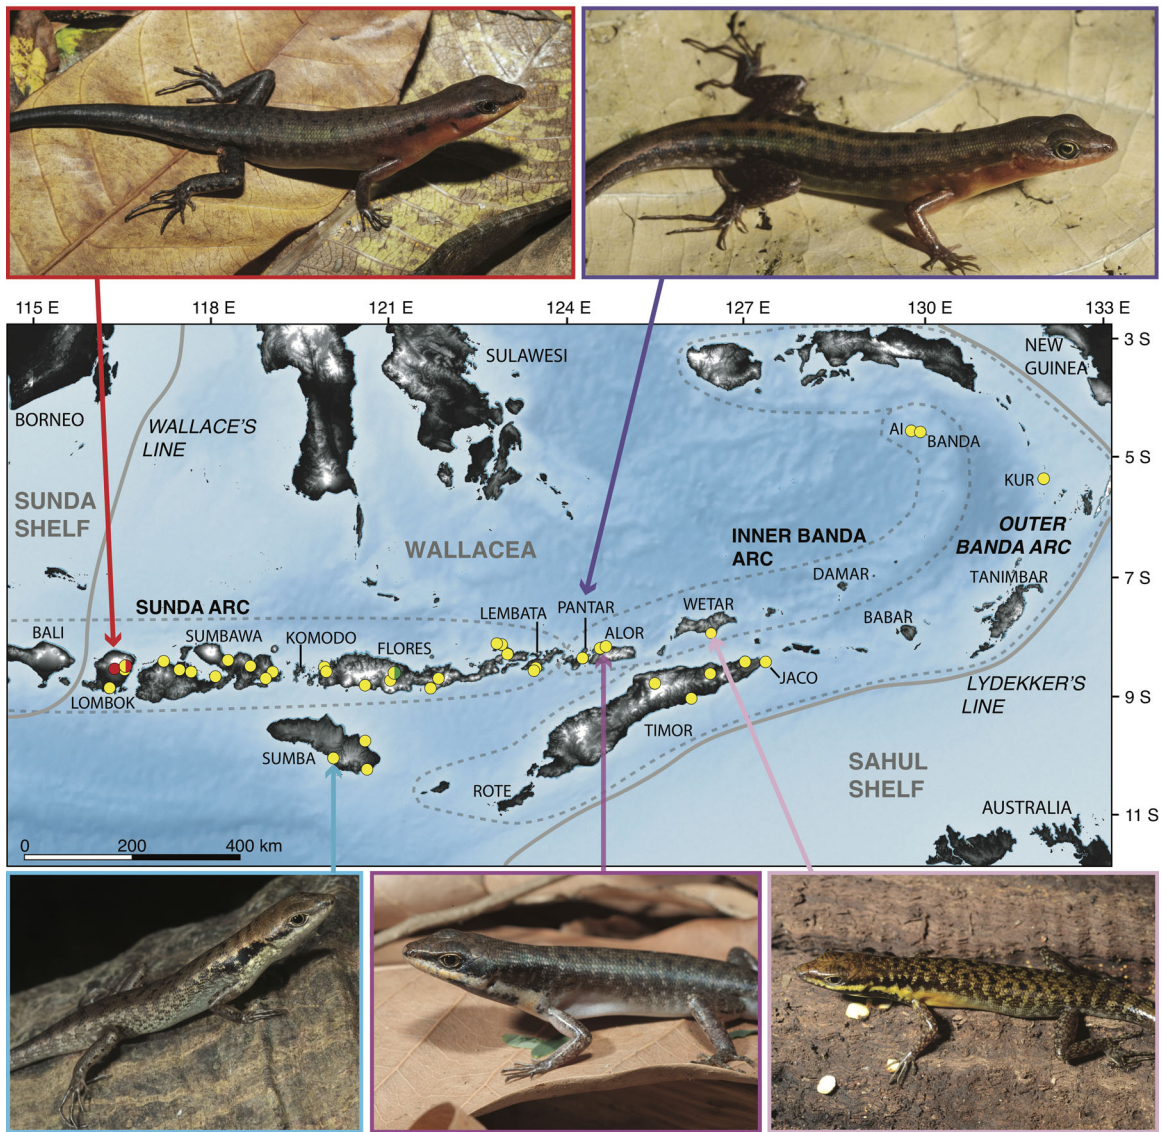 115 E
118 E
121 E
124 E
127 E
130 E
133 E
3 S
5 S
7 S
9 S
11 S
BORNEO
SULAWESI
NEW
GUINEA
WALLACE'S
LINE
AI
BANDA
KUR
SUNDA
SHELF
WALLACEA
INNER BANDA
ARC
OUTER
BANDA ARC
DAMAR
TANIMBAR
SUNDA ARC
LEMBATA
PANTAR
WETAR
BALI
SUMBAWA
KOMODO
FLORES
ALOR
BABAR
LOMBOK
JACO
LYDEKKER'S
LINE
SUMBA
TIMOR
ROTE
SAHUL
SHELF
AUSTRALIA
0
200
400 km